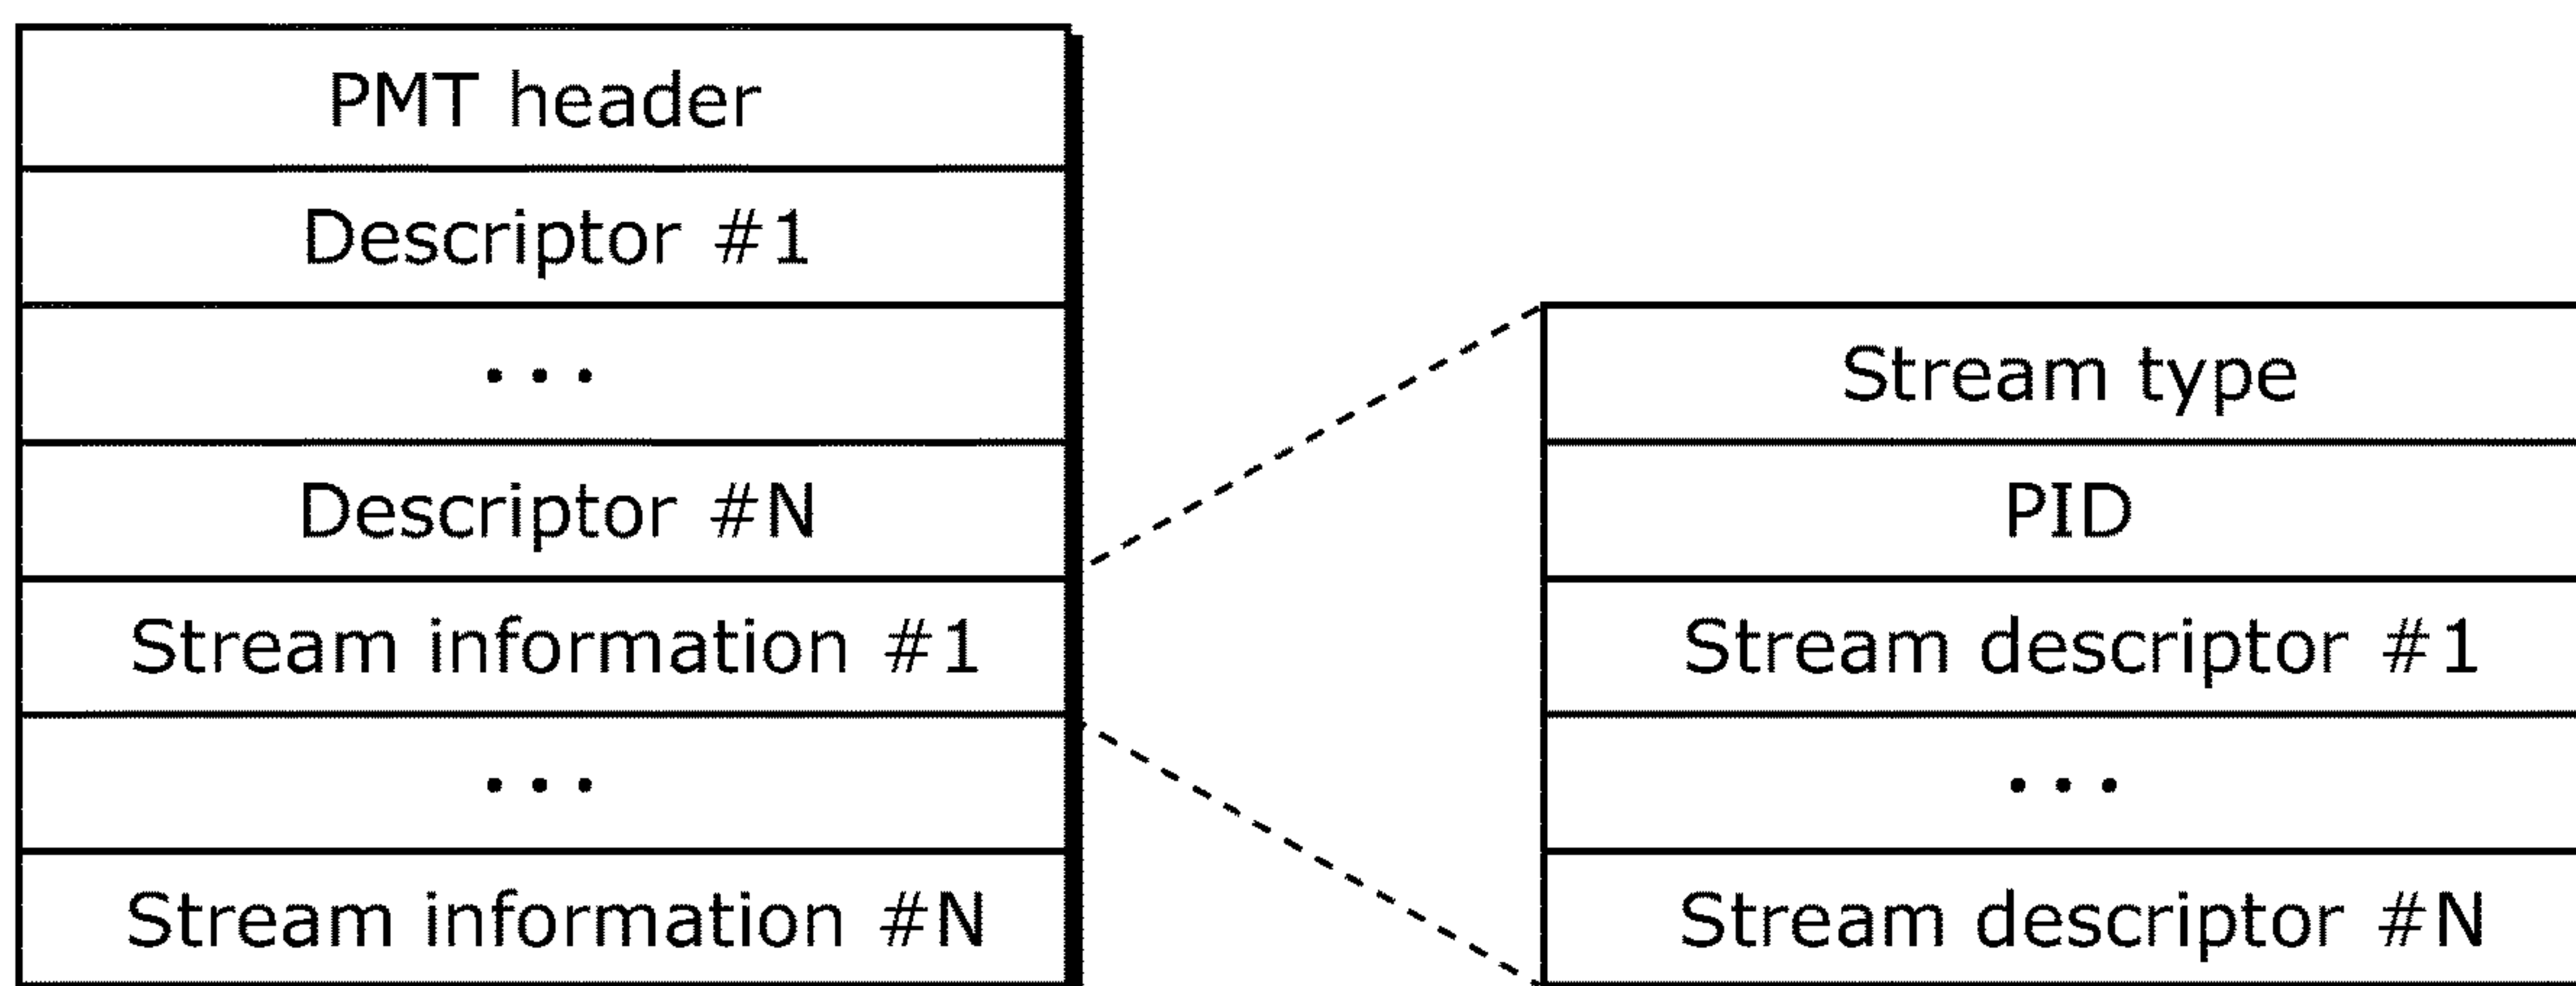 PMT header
Descriptor #1
...
Descriptor #N
Stream information #1
...
Stream information #N
Stream type
PID
Stream descriptor #1
...
Stream descriptor #N